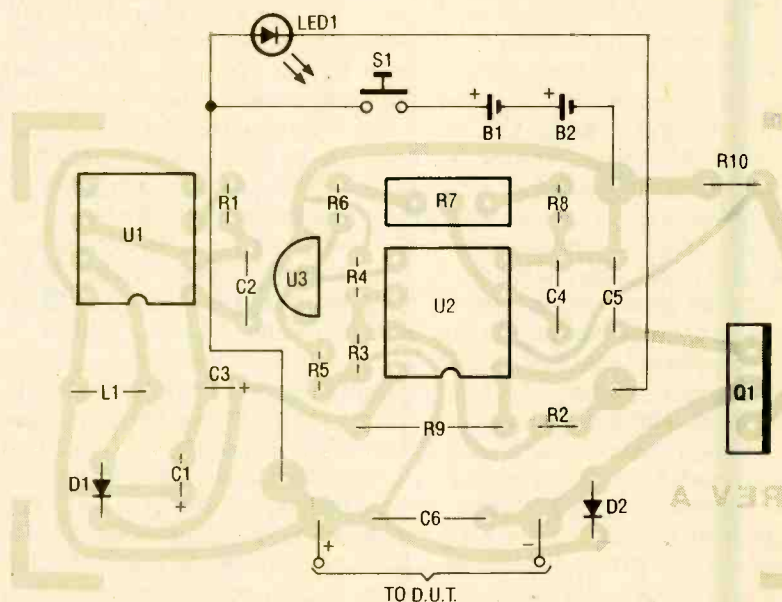 LED1
S1
+
B1
+
B2
R10
U1
R1
R6
R7
R8
U3
C2
R4
U2
C4
C5
R5
R3
C3
+
L1
Q1
R9
R2
D1
C1
+
C6
D2
REV A
+
−
TO D.U.T.